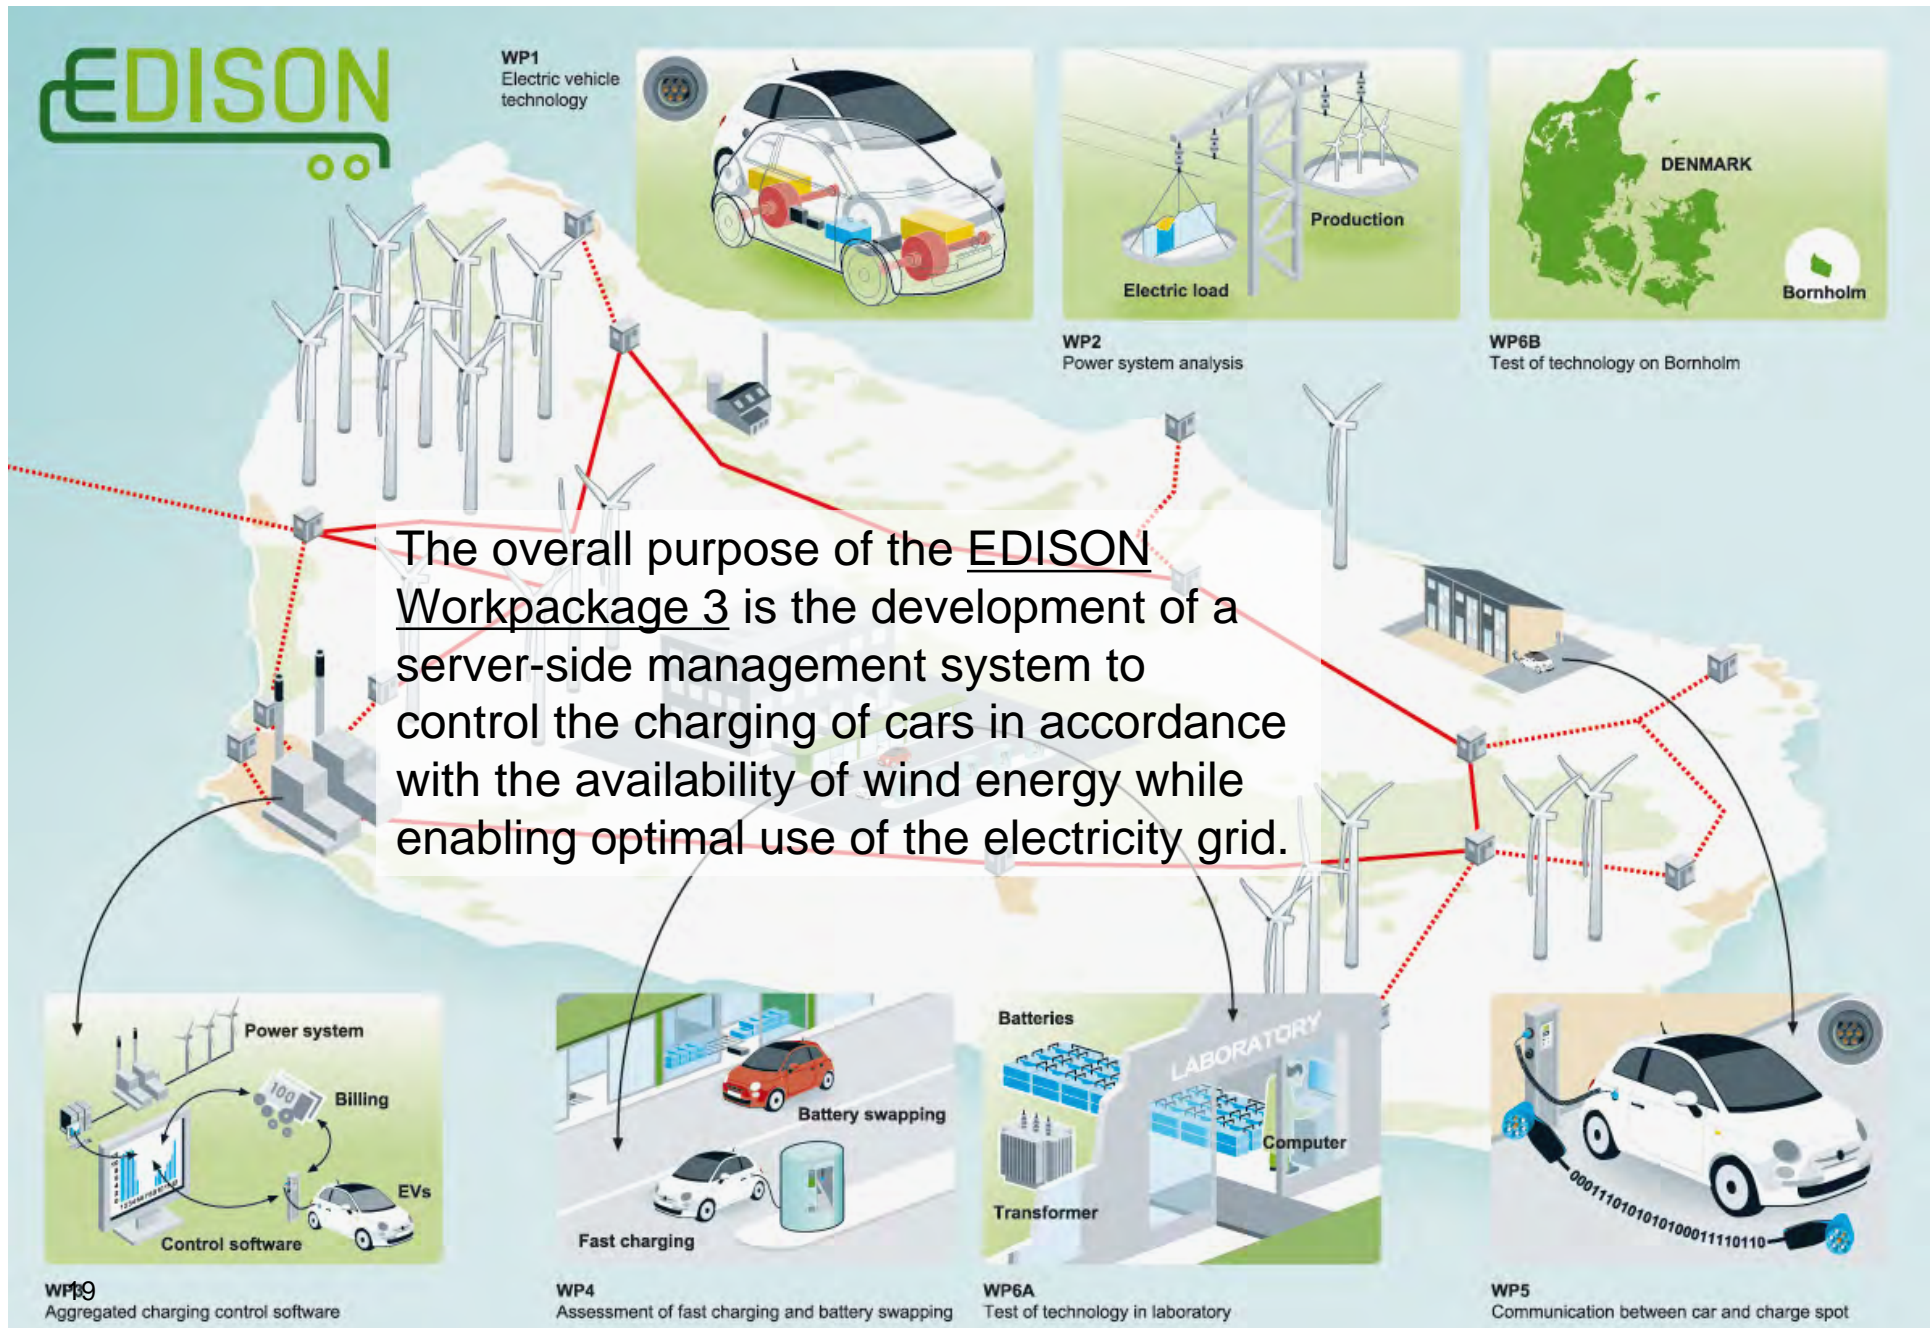 EDISON
WP1
Electric vehicle
technology
Electric load
Production
WP2
Power system analysis
DENMARK
Bornholm
WP6B
Test of technology on Bornholm
The overall purpose of the EDISON
Workpackage 3 is the development of a
server-side management system to
control the charging of cars in accordance
with the availability of wind energy while
enabling optimal use of the electricity grid.
Power system
100
Billing
EVs
Control software
WP3
19
Aggregated charging control software
Battery swapping
Fast charging
WP4
Assessment of fast charging and battery swapping
Batteries
LABORATORY
Computer
Transformer
WP6A
Test of technology in laboratory
0001110101010100011110110
WP5
Communication between car and charge spot